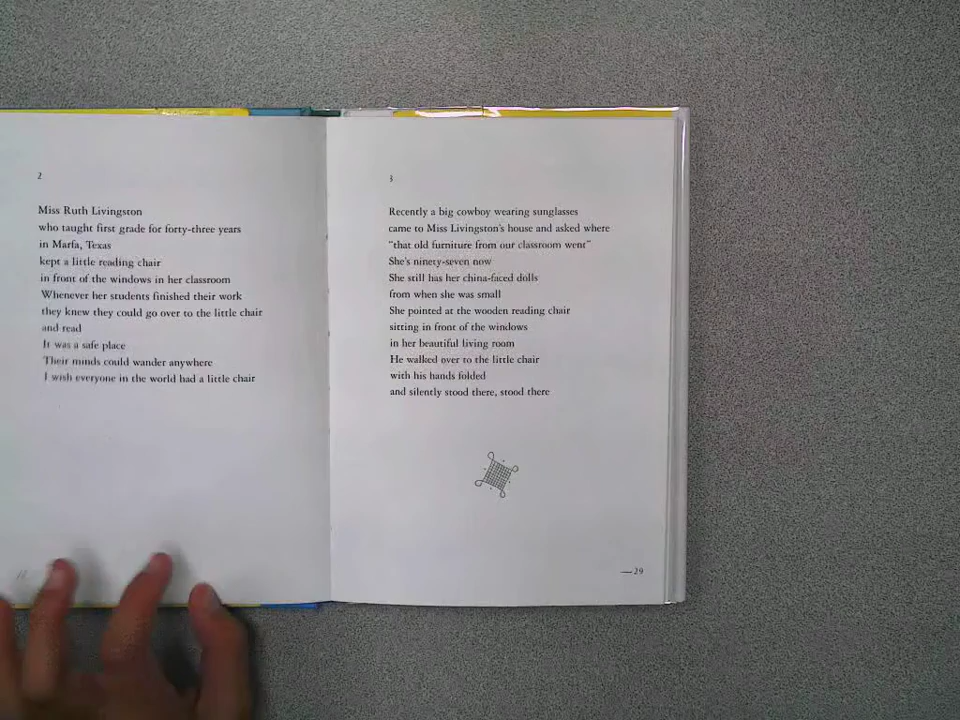 2
Miss Ruth Livingston
who taught first grade for forty-three years
in Marfa, Texas
kept a little reading chair
in front of the windows in her classroom
Whenever her students finished their work
they knew they could go over to the little chair
and read
It was a safe place
Their minds could wander anywhere
I wish everyone in the world had a little chair
3
Recently a big cowboy wearing sunglasses
came to Miss Livingston's house and asked where
"that old furniture from our classroom went"
She's ninety-seven now
She still has her china-faced dolls
from when she was small
She pointed at the wooden reading chair
sitting in front of the windows
in her beautiful living room
He walked over to the little chair
with his hands folded
and silently stood there, stood there
—29